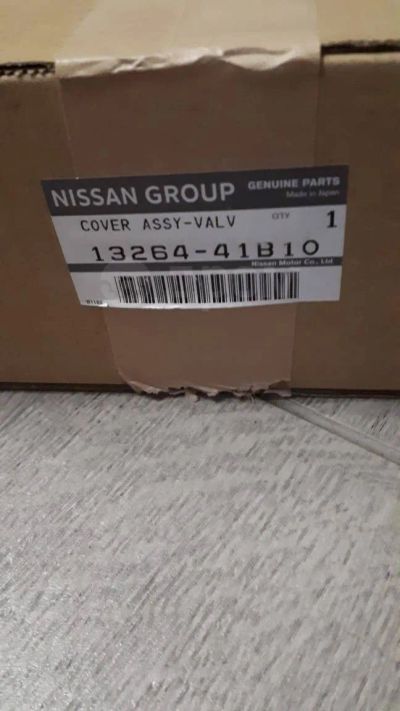 NISSAN GROUP
GENUINE PARTS
Made in Japan
COVER ASSY-VALV
QTY
1
13264-41B10
Nissan Motor Co., Ltd